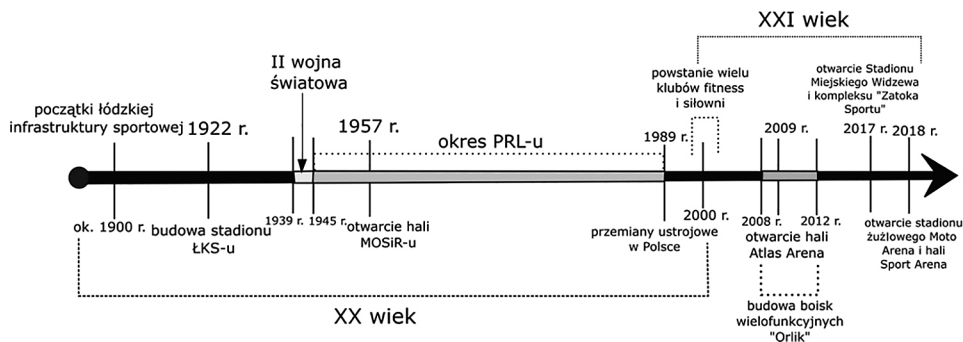 XXI wiek
II wojna
światowa
powstanie wielu
klubów fitness
i siłowni
otwarcie Stadionu
Miejskiego Widzewa
i kompleksu "Zatoka
Sportu"
początki łódzkiej
infrastruktury sportowej
1922 r.
1957 r.
okres PRL-u
1989 r.
2009 r.
2017 r.
2018 r.
ok. 1900 r.
budowa stadionu
ŁKS-u
1939 r.
1945 r.
otwarcie hali
MOSiR-u
przemiany ustrojowe
w Polsce
2000 r.
2008 r.
2012 r.
otwarcie hali
Atlas Arena
otwarcie stadionu
żużlowego Moto
Arena i hali
Sport Arena
XX wiek
budowa boisk
wielofunkcyjnych
"Orlik"